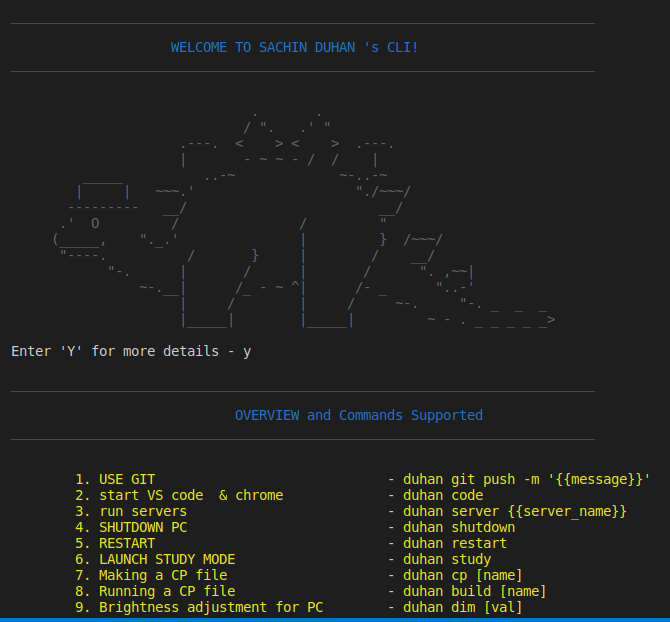 WELCOME TO SACHIN DUHAN 's CLI!
Enter 'Y' for more details - y
OVERVIEW and Commands Supported
1. USE GIT - duhan git push -m '{{message}}'
2. start VS code  & chrome - duhan code
3. run servers - duhan server {{server_name}}
4. SHUTDOWN PC - duhan shutdown
5. RESTART - duhan restart
6. LAUNCH STUDY MODE - duhan study
7. Making a CP file - duhan cp [name]
8. Running a CP file - duhan build [name]
9. Brightness adjustment for PC - duhan dim [val]